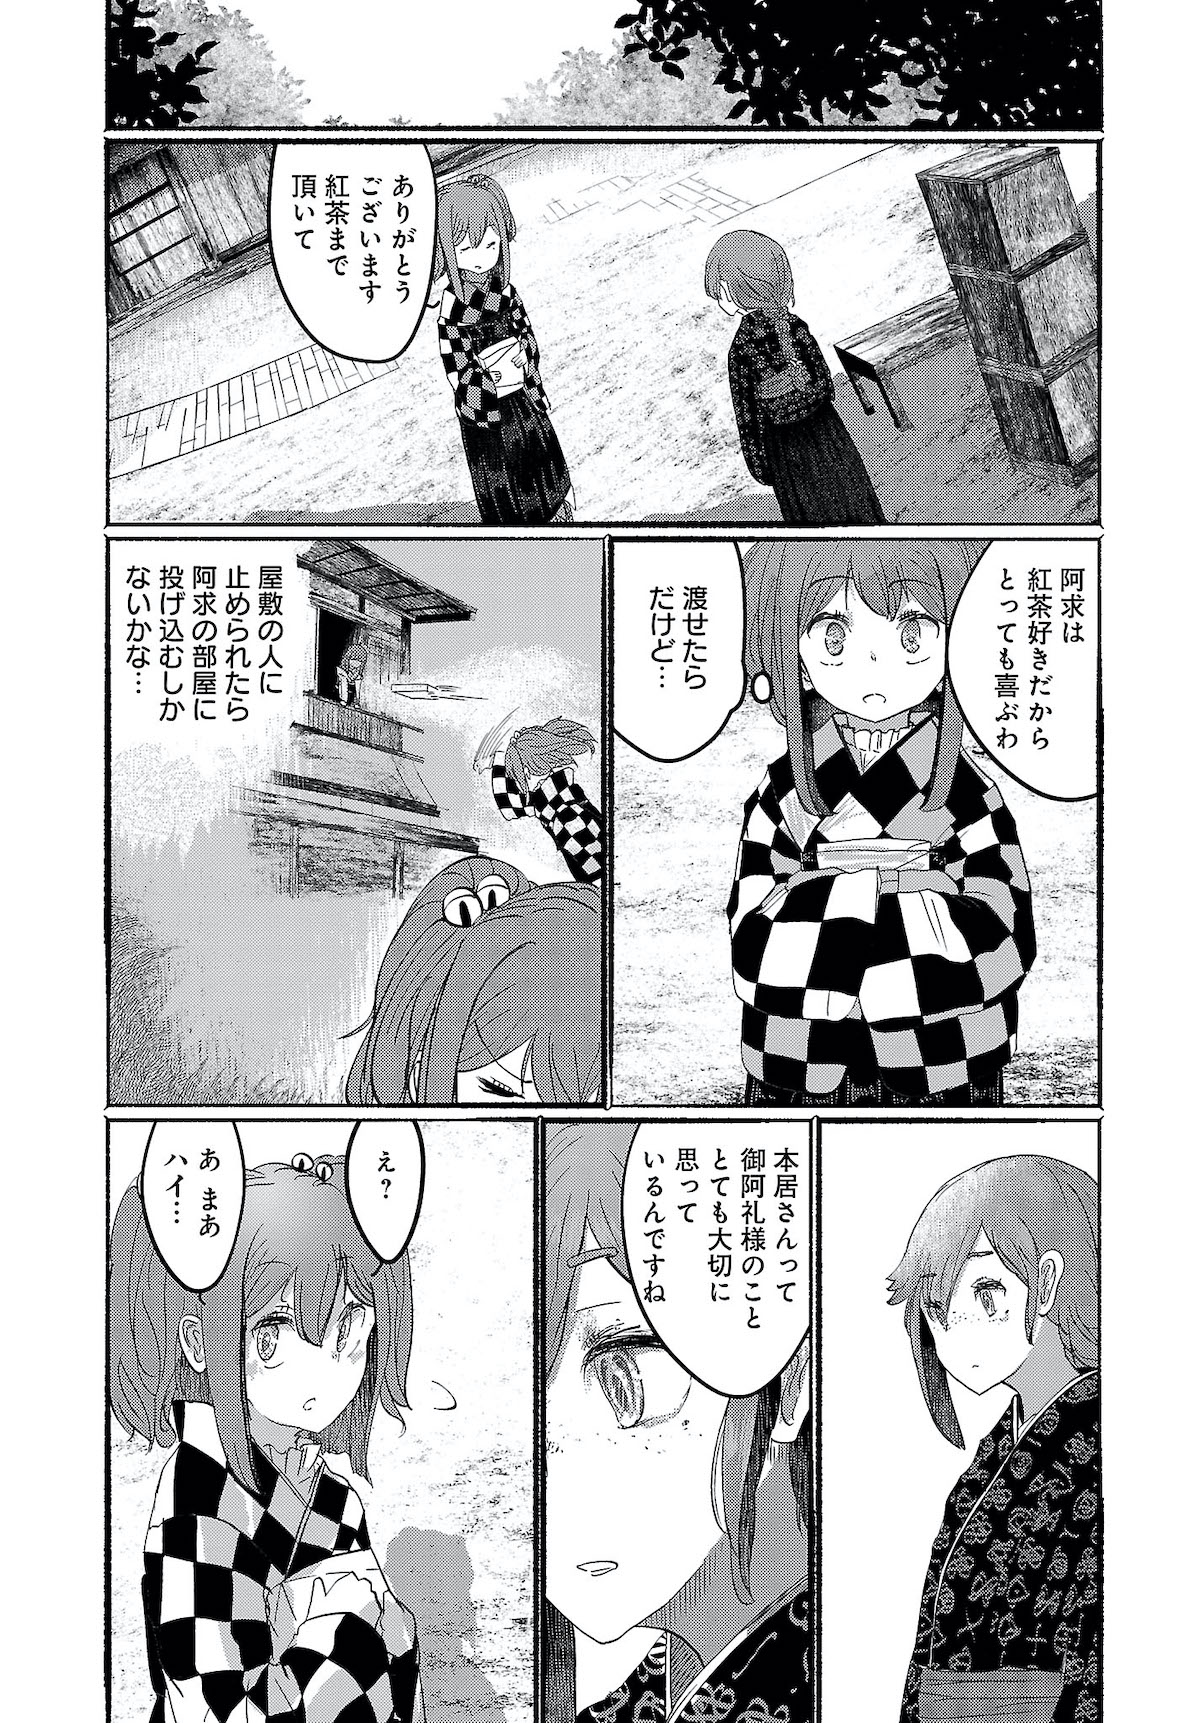 ありがとう
ございます
紅茶まで
頂いて
阿求は
紅茶好きだから
とっても喜ぶわ
渡せたら
だけど…
屋敷の人に
止められたら
阿求の部屋に
投げ込むしか
ないかな…
本居さんって
御阿礼様のこと
とても大切に
思って
いるんですね
え?
あ まあ
ハイ…